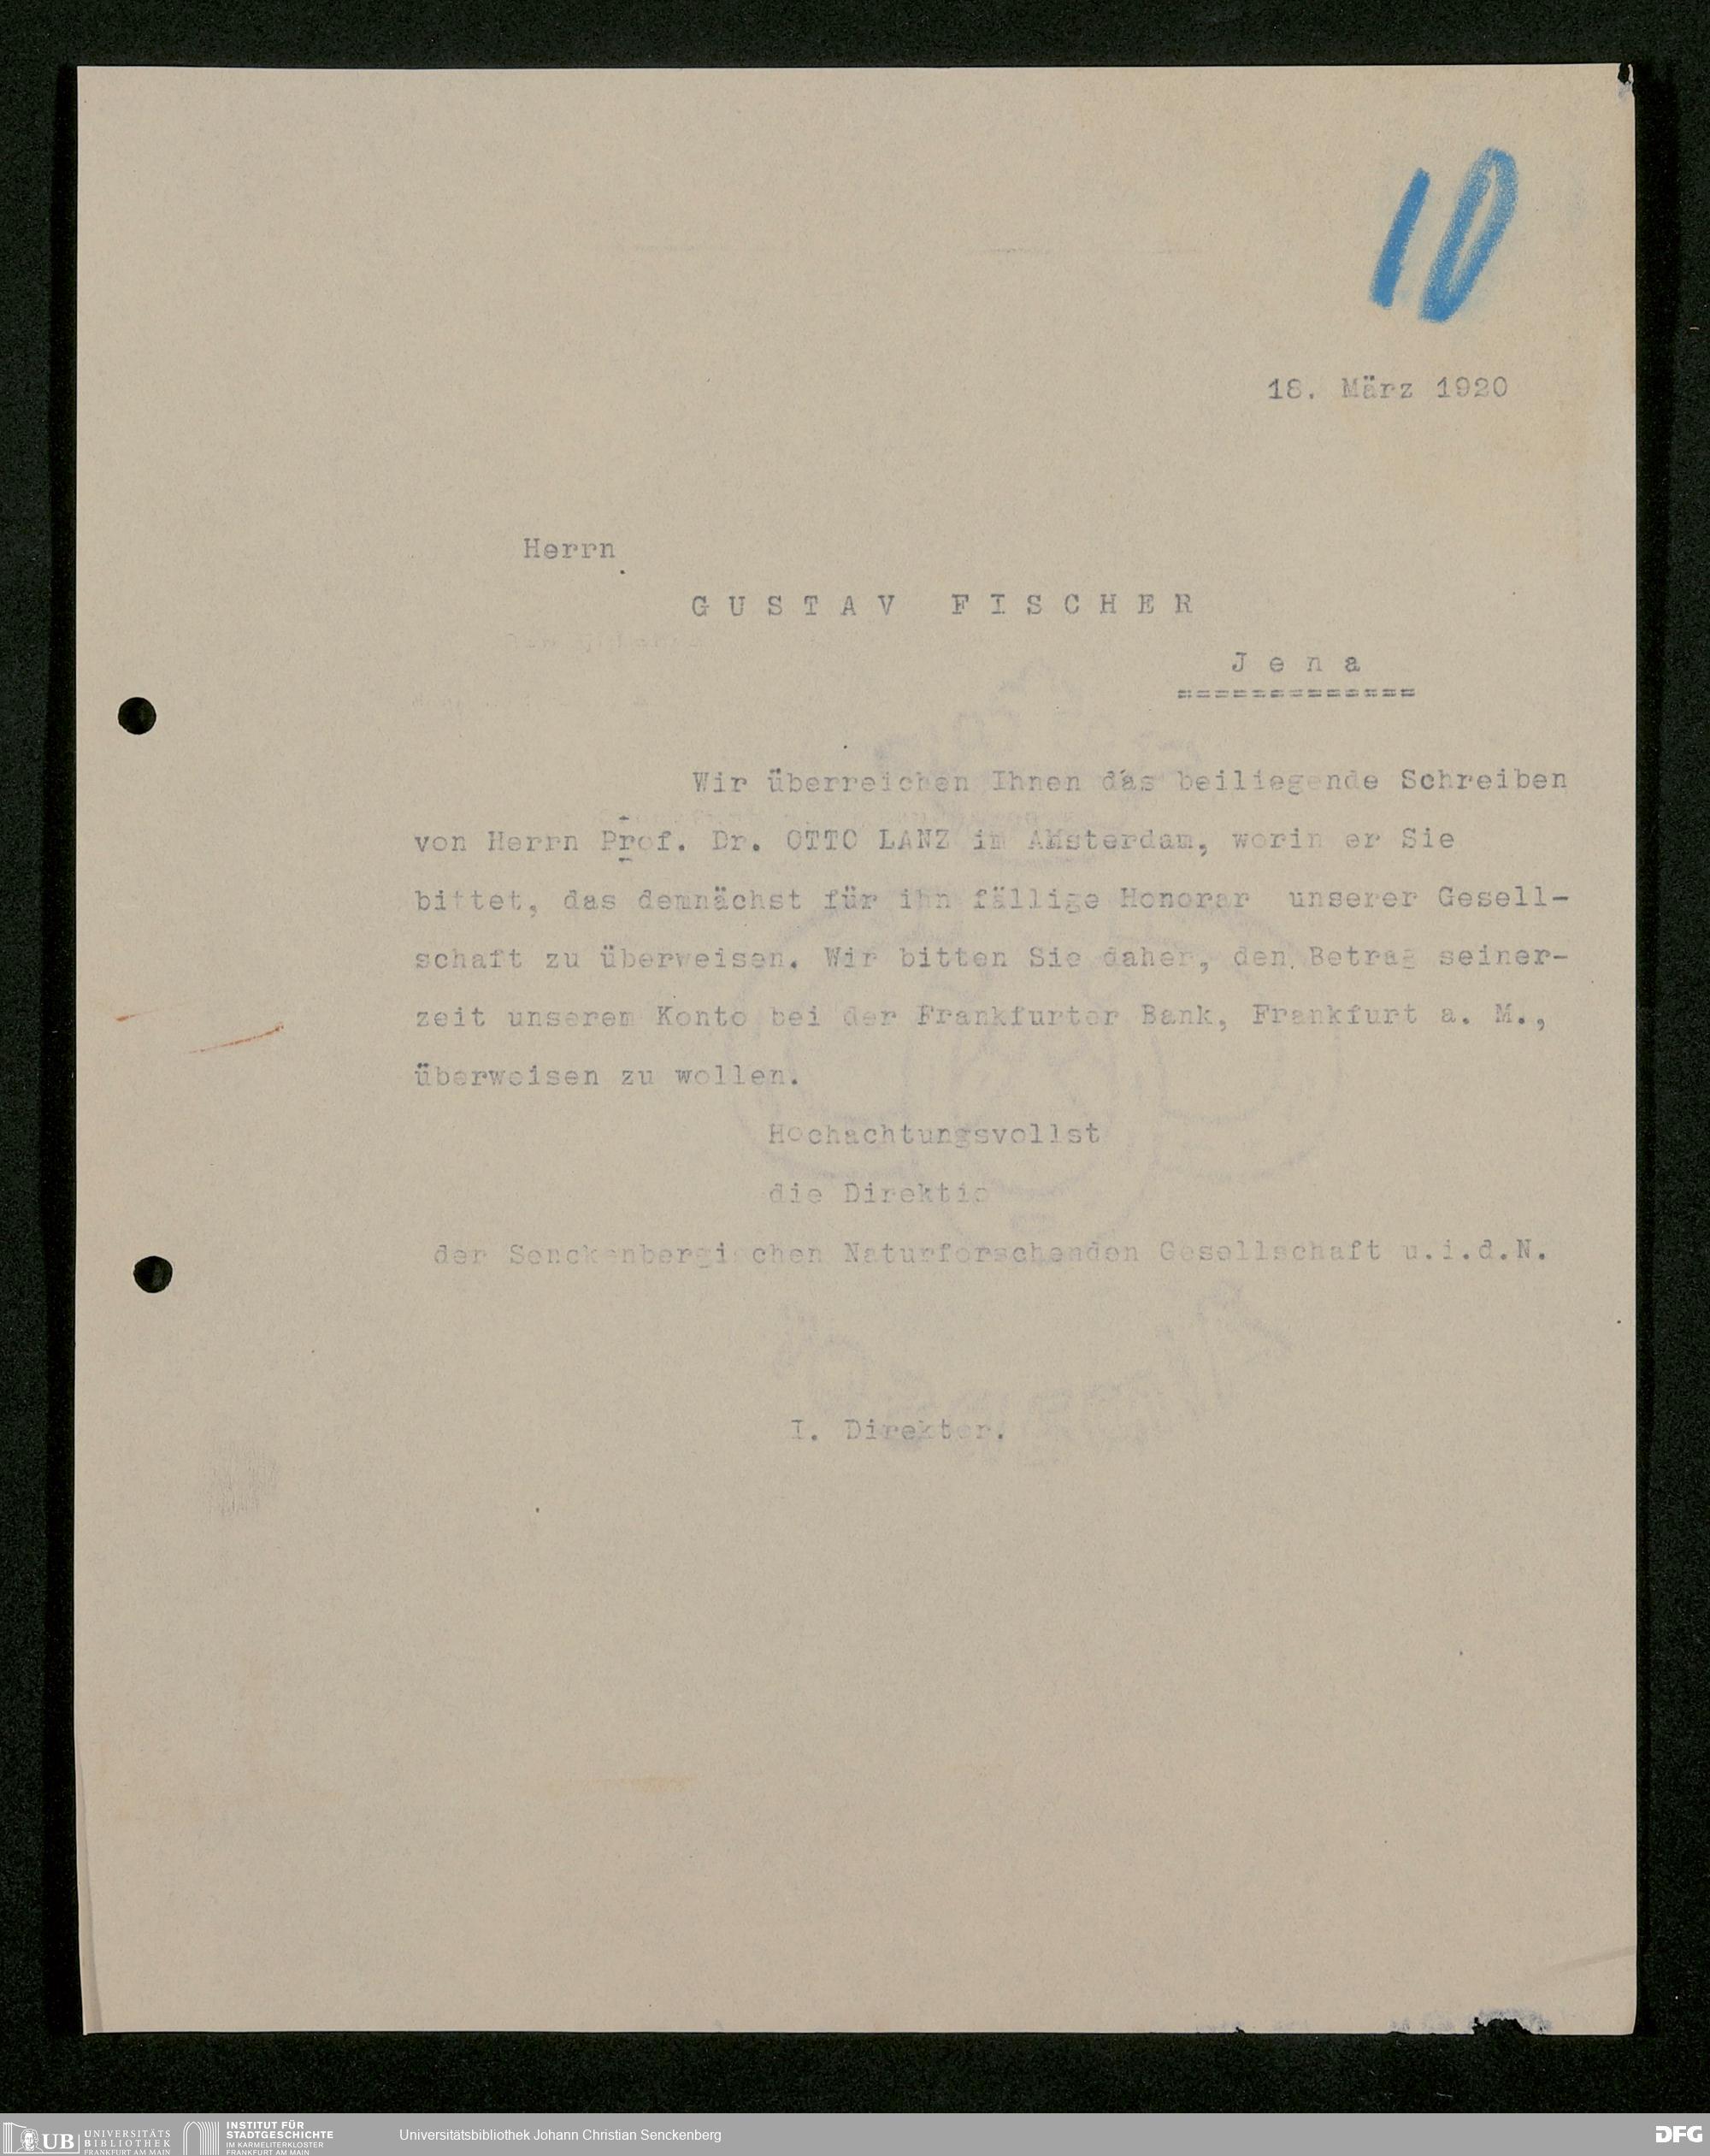 10
18. März 1920
Herrn
GUSTAV FISCHER
Jena
=============
Wir überreichen Ihnen das beiliegende Schreiben
von Herrn Prof. Dr. OTTO LANZ in AMsterdam, worin er Sie
bittet, das demnächst für ihn fällige Honorar unserer Gesell-
schaft zu überweisen. Wir bitten Sie daher, den Betrag seiner-
zeit unserem Konto bei der Frankfurter Bank, Frankfurt a. M.,
überweisen zu wollen.
Hochachtungsvollst
die Direktio
der Senckenbergischen Naturforschenden Gesellschaft u.i.d.N.
I. Direktor.
UB UNIVERSITÄTS BIBLIOTHEK FRANKFURT AM MAIN
INSTITUT FÜR STADTGESCHICHTE IM KARMELITERKLOSTER FRANKFURT AM MAIN
Universitätsbibliothek Johann Christian Senckenberg
DFG